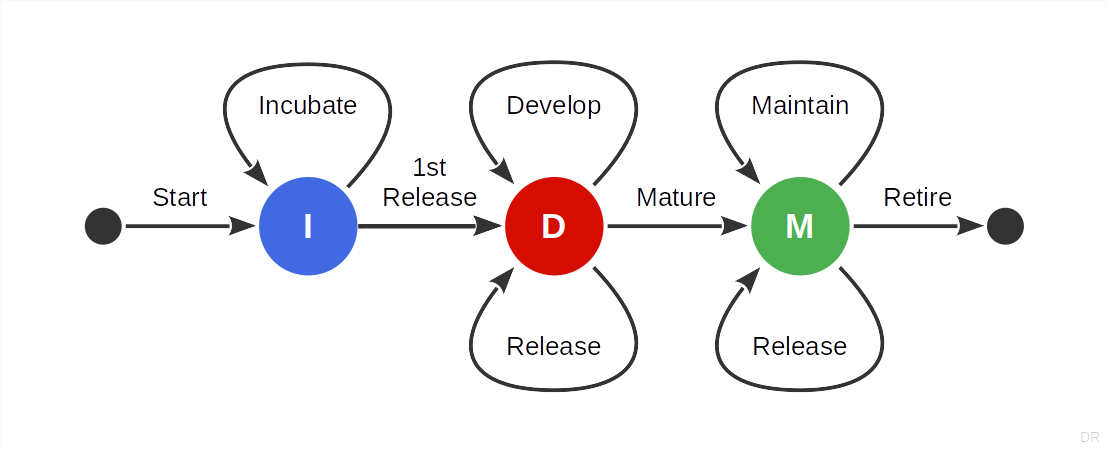 Incubate
Develop
Maintain
Start
1st
Release
Mature
Retire
I
D
M
Release
Release
DR